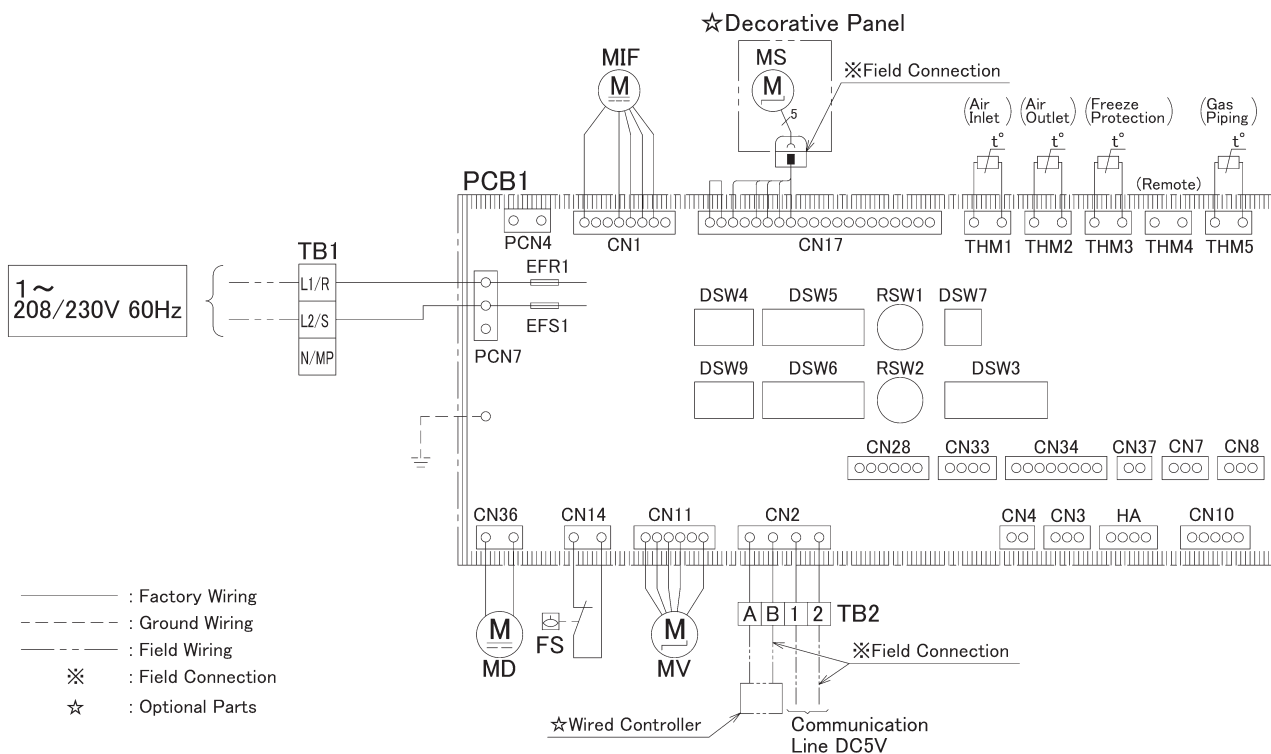 ☆Decorative Panel
MIF
M
MS
M
※Field Connection
5
(Air Inlet)
(Air Outlet)
(Freeze Protection)
(Gas Piping)
t°
t°
t°
t°
(Remote)
PCB1
PCN4
CN1
CN17
THM1
THM2
THM3
THM4
THM5
TB1
L1/R
L2/S
N/MP
1～
208/230V 60Hz
EFR1
EFS1
PCN7
DSW4
DSW5
RSW1
DSW7
DSW9
DSW6
RSW2
DSW3
CN28
CN33
CN34
CN37
CN7
CN8
CN36
CN14
CN11
CN2
CN4
CN3
HA
CN10
A B 1 2
TB2
M
MD
FS
M
MV
※Field Connection
☆Wired Controller
Communication
Line DC5V
: Factory Wiring
: Ground Wiring
: Field Wiring
※ : Field Connection
☆ : Optional Parts